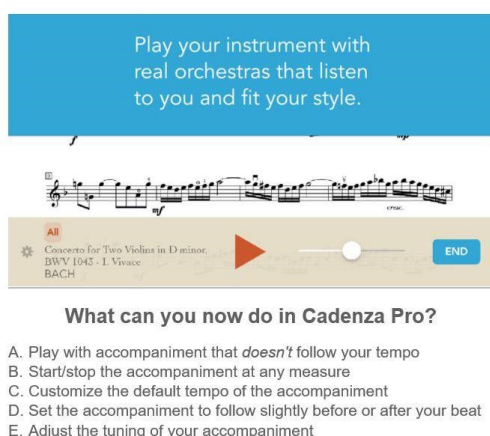 Play your instrument with
real orchestras that listen
to you and fit your style.
f
mp
mf
cresc.
All
Concerto for Two Violins in D minor,
BWV 1043 - I. Vivace
BACH
END
What can you now do in Cadenza Pro?
A. Play with accompaniment that doesn't follow your tempo
B. Start/stop the accompaniment at any measure
C. Customize the default tempo of the accompaniment
D. Set the accompaniment to follow slightly before or after your beat
E. Adjust the tuning of your accompaniment